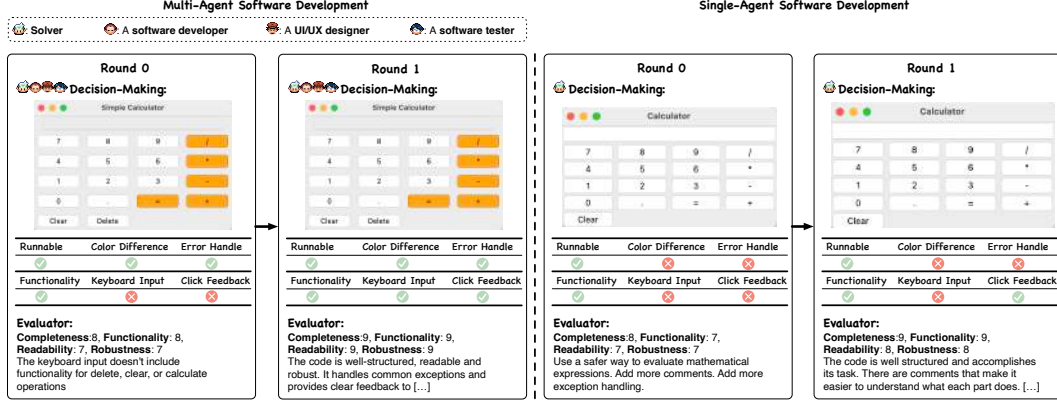 Multi-Agent Software Development
: Solver : A software developer : A UI/UX designer : A software tester
Round 0
Decision-Making:
Simple Calculator
7 8 9 /
4 5 6 *
1 2 3 -
0 . = +
Clear Delete
Runnable Color Difference Error Handle
Functionality Keyboard Input Click Feedback
Evaluator:
Completeness:8, Functionality: 8,
Readability: 7, Robustness: 7
The keyboard input doesn't include
functionality for delete, clear, or calculate
operations
Round 1
Decision-Making:
Simple Calculator
7 8 9 /
4 5 6 *
1 2 3 -
0 . = +
Clear Delete
Runnable Color Difference Error Handle
Functionality Keyboard Input Click Feedback
Evaluator:
Completeness:9, Functionality: 9,
Readability: 9, Robustness: 9
The code is well-structured, readable and
robust. It handles common exceptions and
provides clear feedback to […]
Single-Agent Software Development
Round 0
Decision-Making:
Calculator
7 8 9 /
4 5 6 *
1 2 3 -
0 . = +
Clear
Runnable Color Difference Error Handle
Functionality Keyboard Input Click Feedback
Evaluator:
Completeness:8, Functionality: 7,
Readability: 7, Robustness: 7
Use a safer way to evaluate mathematical
expressions. Add more comments. Add more
exception handling.
Round 1
Decision-Making:
Calculator
7 8 9 /
4 5 6 *
1 2 3 -
0 . = +
Clear
Runnable Color Difference Error Handle
Functionality Keyboard Input Click Feedback
Evaluator:
Completeness:9, Functionality: 9,
Readability: 8, Robustness: 8
The code is well structured and accomplishes
its task. There are comments that make it
easier to understand what each part does. […]